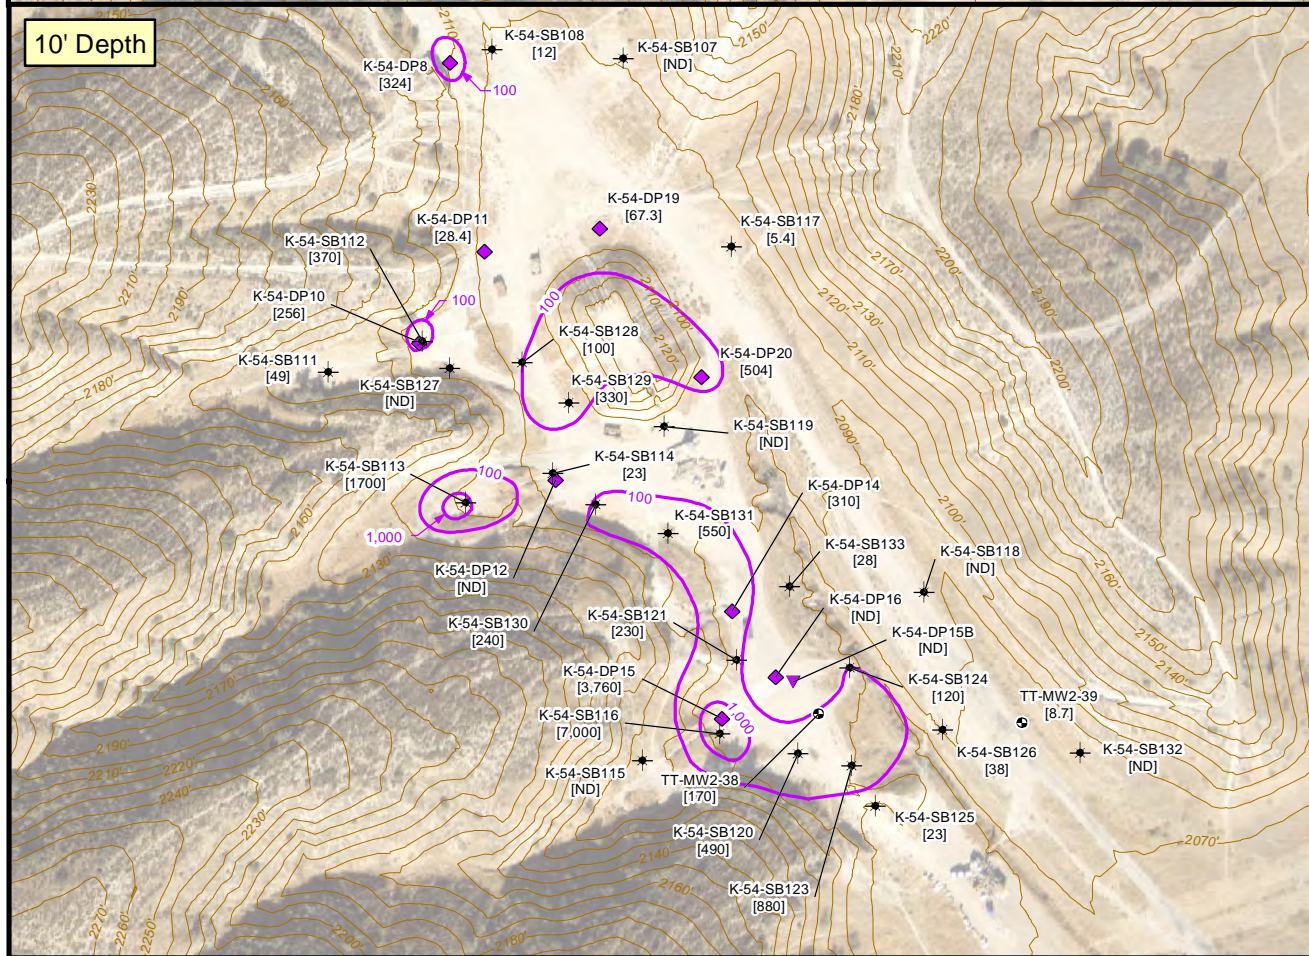 10' Depth
2150'
2110'
K-54-SB108
[12]
K-54-SB107
[ND]
2150'
2220'
2210'
K-54-DP8
[324]
100
2160'
2180'
2230'
K-54-DP19
[67.3]
K-54-DP11
[28.4]
K-54-SB117
[5.4]
K-54-SB112
[370]
2170'
2200'
2210'
2190'
K-54-DP10
[256]
100
100
2110'
2100'
2120'
2130'
2190'
K-54-SB128
[100]
2120'
2110'
K-54-SB111
[49]
K-54-DP20
[504]
2180'
K-54-SB127
[ND]
K-54-SB129
[330]
2200'
K-54-SB119
[ND]
2090'
K-54-SB113
[1700]
100
K-54-SB114
[23]
K-54-DP14
[310]
100
2160'
2100'
K-54-SB131
[550]
1,000
K-54-SB133
[28]
K-54-SB118
[ND]
2130'
K-54-DP12
[ND]
2160'
K-54-DP16
[ND]
K-54-SB130
[240]
K-54-SB121
[230]
K-54-DP15B
[ND]
2150'
2140'
K-54-DP15
[3,760]
K-54-SB124
[120]
2170'
TT-MW2-39
[8.7]
K-54-SB116
[7,000]
1,000
2190'
2210'
2220'
2240'
K-54-SB126
[38]
K-54-SB132
[ND]
K-54-SB115
[ND]
TT-MW2-38
[170]
2230'
K-54-SB125
[23]
K-54-SB120
[490]
2070'
2140'
2160'
K-54-SB123
[880]
2270'
2260'
2250'
2200'
2180'